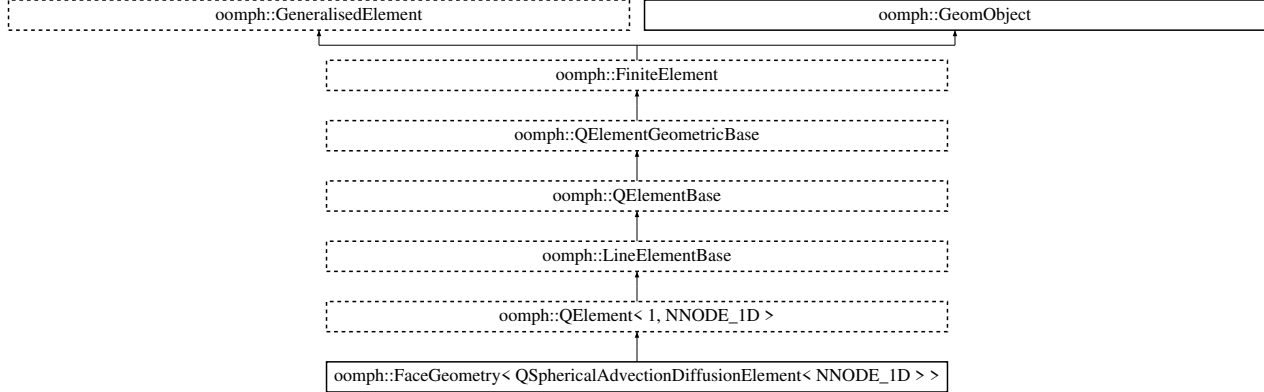 oomph::GeneralisedElement
oomph::GeomObject
oomph::FiniteElement
oomph::QElementGeometricBase
oomph::QElementBase
oomph::LineElementBase
oomph::QElement< 1, NNODE_1D >
oomph::FaceGeometry< QSphericalAdvectionDiffusionElement< NNODE_1D > >